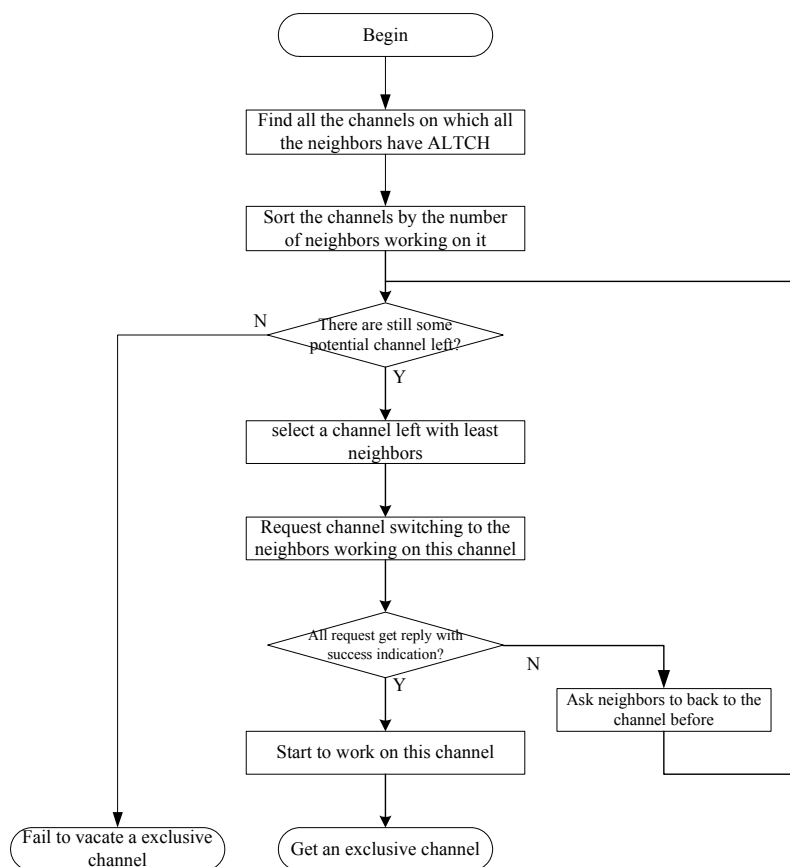 Begin
Find all the channels on which all
the neighbors have ALTCH
Sort the channels by the number
of neighbors working on it
N
There are still some
potential channel left?
Y
select a channel left with least
neighbors
Request channel switching to the
neighbors working on this channel
All request get reply with
success indication?
N
Y
Ask neighbors to back to the
channel before
Start to work on this channel
Fail to vacate a exclusive
channel
Get an exclusive channel